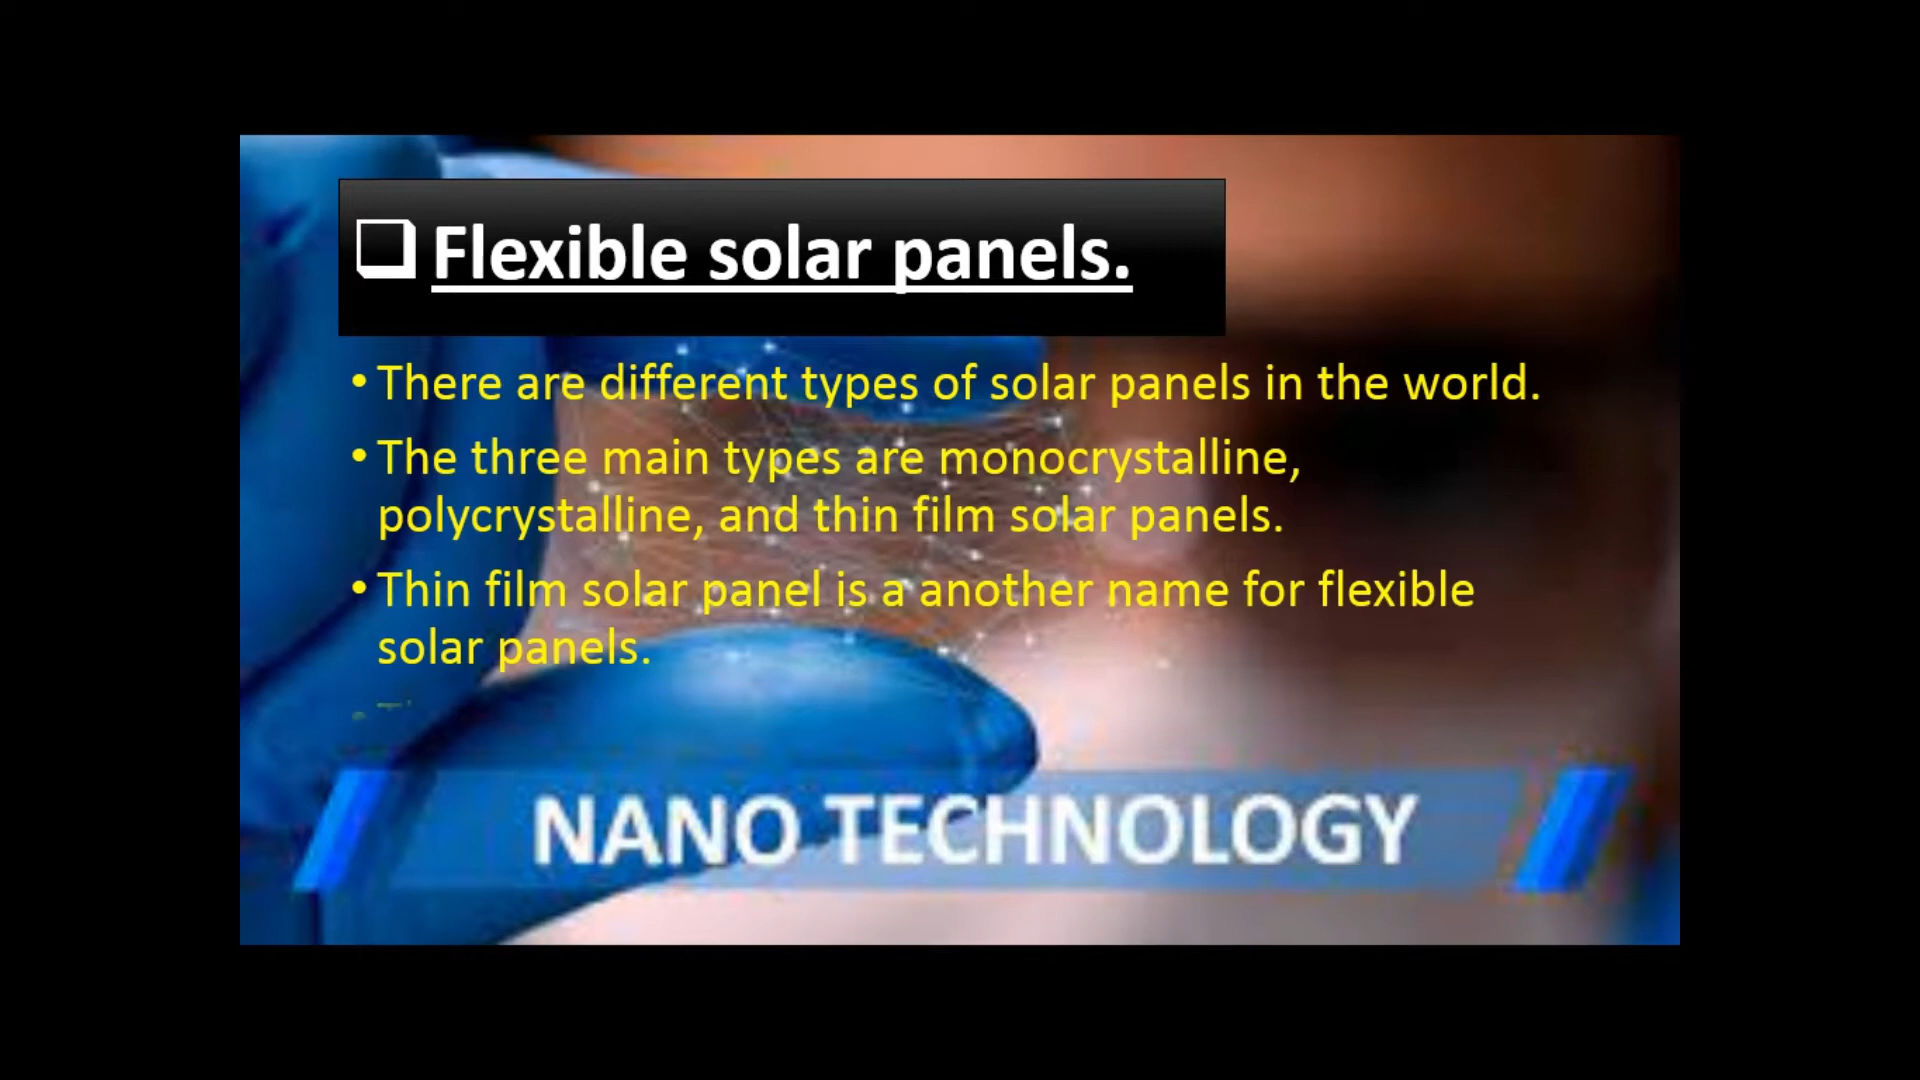 Flexible solar panels.
• There are different types of solar panels in the world.
• The three main types are monocrystalline,
polycrystalline, and thin film solar panels.
• Thin film solar panel is a another name for flexible
solar panels.
NANO TECHNOLOGY